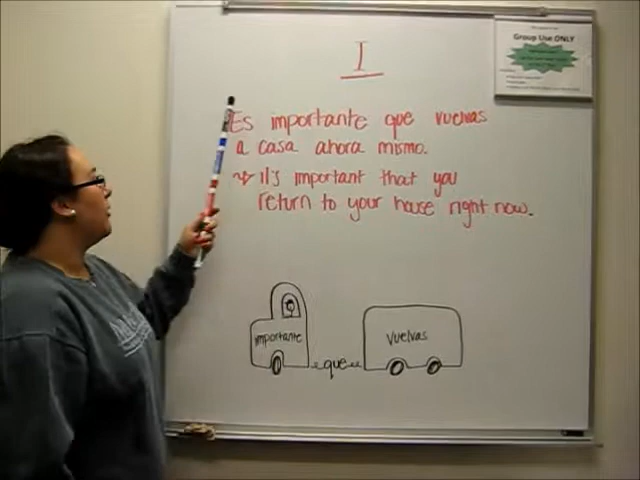 Group Use ONLY
I
Es importante que vuelvas
a casa ahora mismo.
it's important that you
return to your house right now.
importante
que
vuelvas